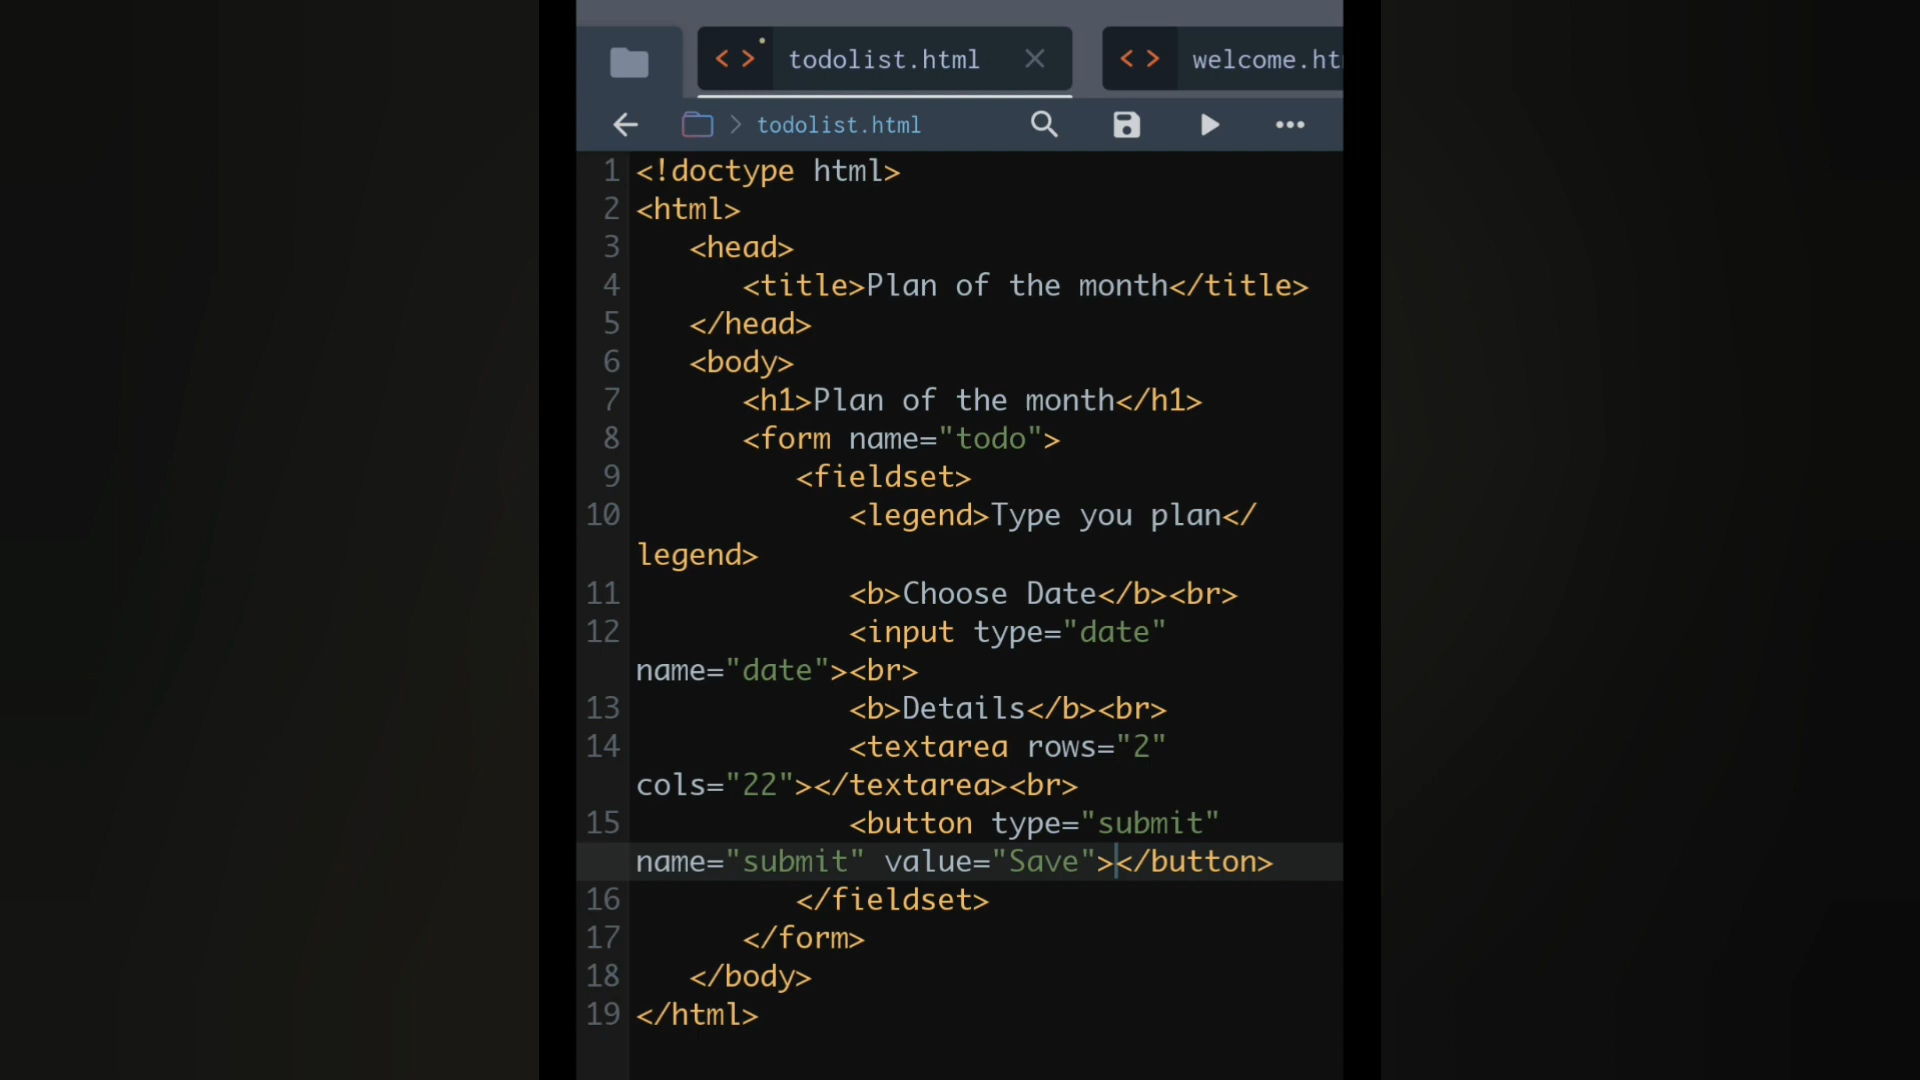 <> todolist.html × <> welcome.ht
> todolist.html
1 <!doctype html>
2 <html>
3 <head>
4 <title>Plan of the month</title>
5 </head>
6 <body>
7 <h1>Plan of the month</h1>
8 <form name="todo">
9 <fieldset>
10 <legend>Type you plan</
legend>
11 <b>Choose Date</b><br>
12 <input type="date"
name="date"><br>
13 <b>Details</b><br>
14 <textarea rows="2"
cols="22"></textarea><br>
15 <button type="submit"
name="submit" value="Save"></button>
16 </fieldset>
17 </form>
18 </body>
19 </html>